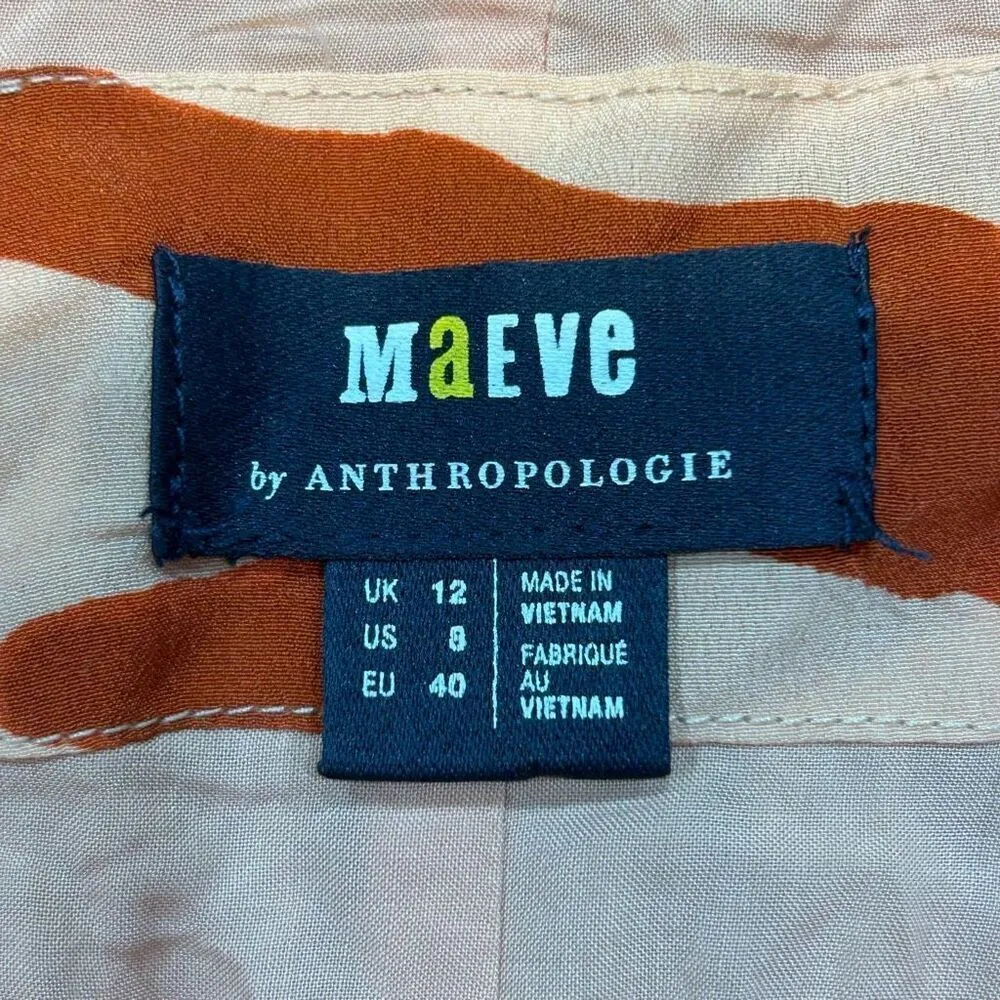 MaEVe
by ANTHROPOLOGIE
UK 12
US 8
EU 40
MADE IN
VIETNAM
FABRIQUÉ
AU
VIETNAM